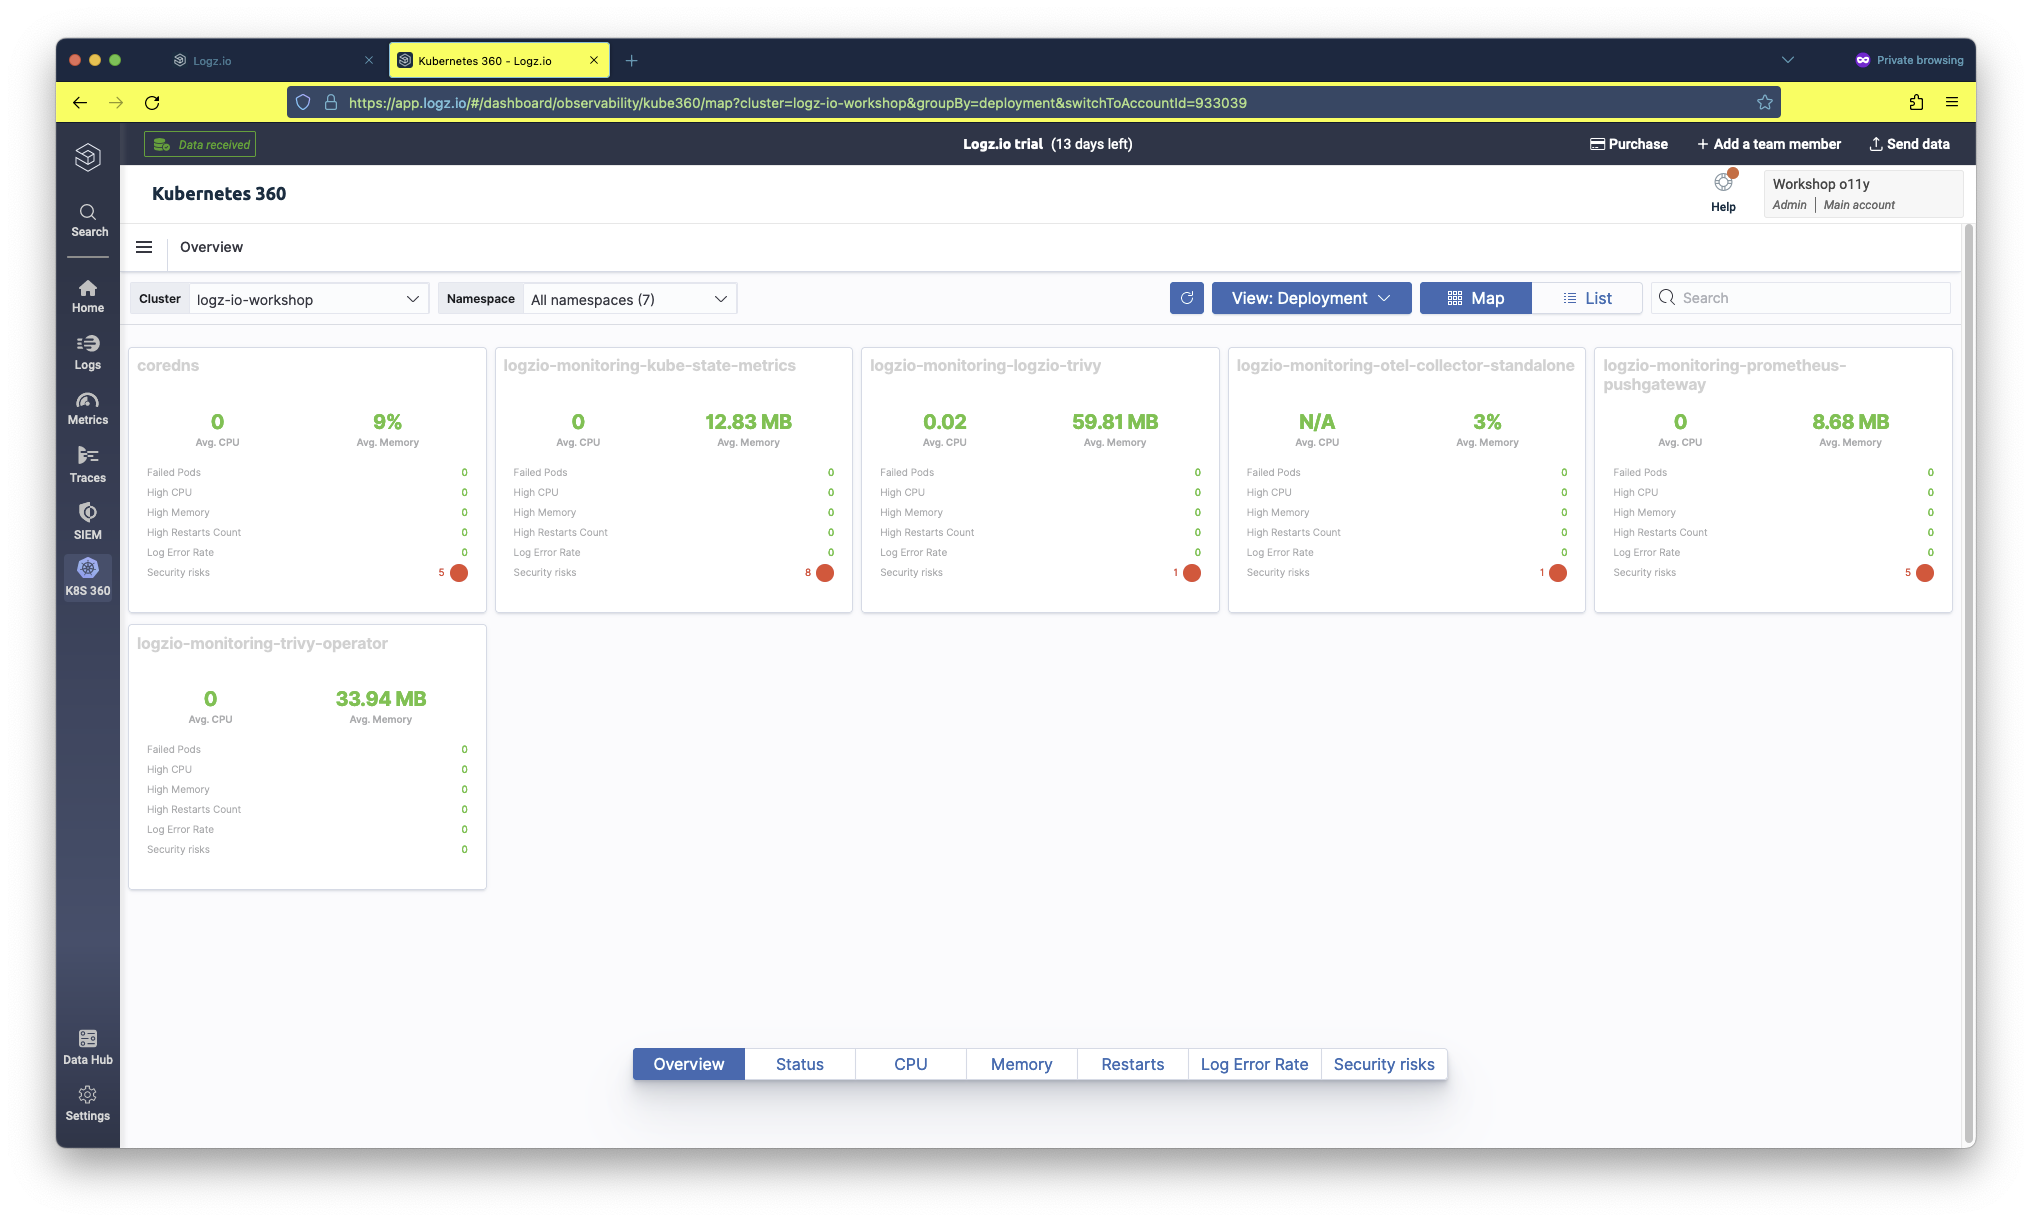 Logz.io
Kubernetes 360 - Logz.io
Private browsing
https://app.logz.io/#/dashboard/observability/kube360/map?cluster=logz-io-workshop&groupBy=deployment&switchToAccountId=933039
Data received
Logz.io trial (13 days left)
Purchase
+ Add a team member
Send data
Kubernetes 360
Help
Workshop o11y
Admin | Main account
Search
Home
Logs
Metrics
Traces
SIEM
K8S 360
Data Hub
Settings
Overview
Cluster logz-io-workshop
Namespace All namespaces (7)
View: Deployment
Map
List
Search
coredns
0 9%
Avg. CPU Avg. Memory
Failed Pods 0
High CPU 0
High Memory 0
High Restarts Count 0
Log Error Rate 0
Security risks 5
logzio-monitoring-kube-state-metrics
0 12.83 MB
Avg. CPU Avg. Memory
Failed Pods 0
High CPU 0
High Memory 0
High Restarts Count 0
Log Error Rate 0
Security risks 8
logzio-monitoring-logzio-trivy
0.02 59.81 MB
Avg. CPU Avg. Memory
Failed Pods 0
High CPU 0
High Memory 0
High Restarts Count 0
Log Error Rate 0
Security risks 1
logzio-monitoring-otel-collector-standalone
N/A 3%
Avg. CPU Avg. Memory
Failed Pods 0
High CPU 0
High Memory 0
High Restarts Count 0
Log Error Rate 0
Security risks 1
logzio-monitoring-prometheus-
pushgateway
0 8.68 MB
Avg. CPU Avg. Memory
Failed Pods 0
High CPU 0
High Memory 0
High Restarts Count 0
Log Error Rate 0
Security risks 5
logzio-monitoring-trivy-operator
0 33.94 MB
Avg. CPU Avg. Memory
Failed Pods 0
High CPU 0
High Memory 0
High Restarts Count 0
Log Error Rate 0
Security risks 0
Overview
Status
CPU
Memory
Restarts
Log Error Rate
Security risks